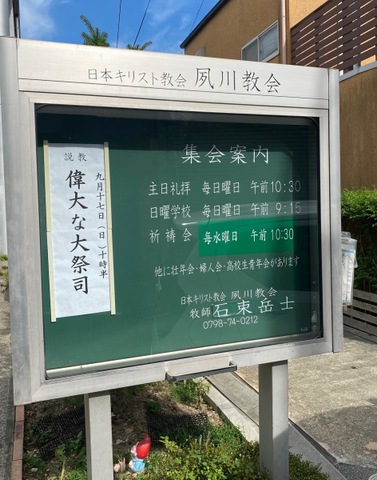 日本キリスト教会 夙川教会
説教
偉大な大祭司
九月十七日（日）十時半
集会案内
主日礼拝 毎日曜日 午前10:30
日曜学校 毎日曜日 午前9:15
祈祷会 毎水曜日 午前10:30
他に壮年会・婦人会・高校生青年会があります
日本キリスト教会 夙川教会
牧師 石束岳士
0798-74-0212